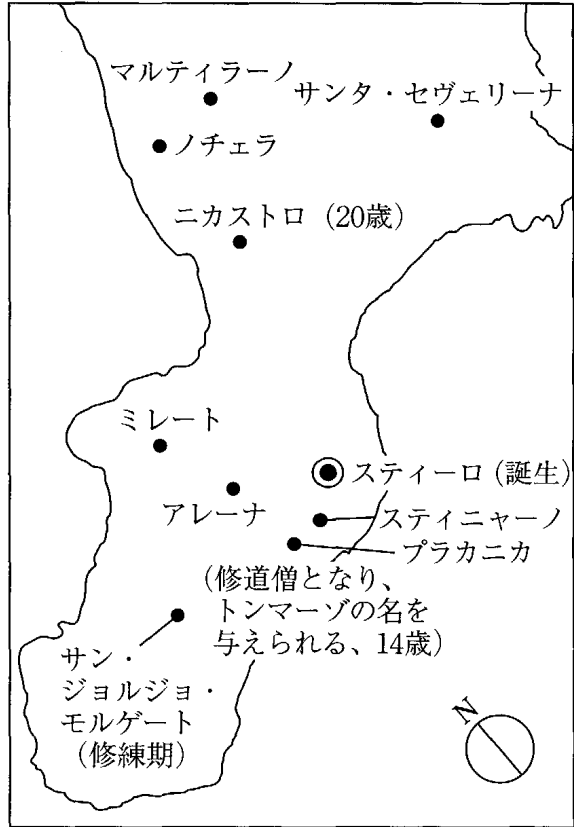 マルティラーノ
サンタ・セヴェリーナ
ノチェラ
ニカストロ（20歳）
ミレート
スティーロ（誕生）
アレーナ
スティニャーノ
プラカニカ
（修道僧となり、
トンマーゾの名を
与えられる、14歳）
サン・
ジョルジョ・
モルゲート
（修練期）
N